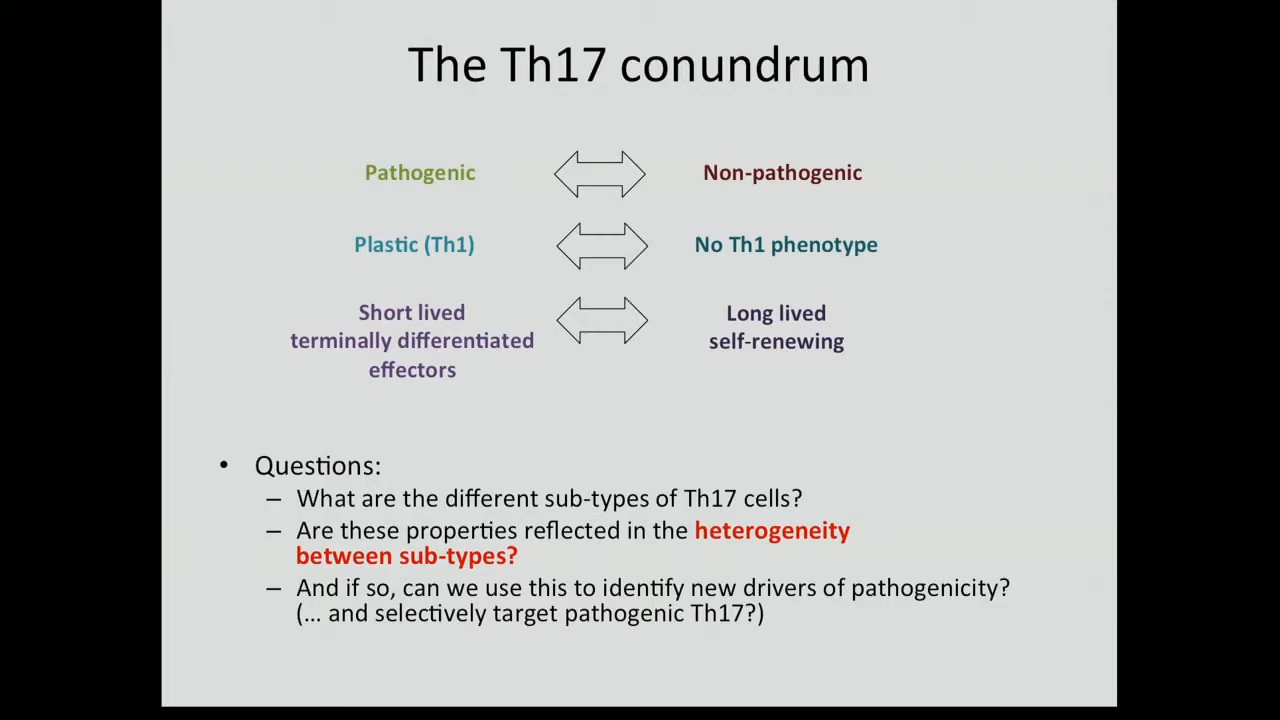 The Th17 conundrum
Pathogenic
Non-pathogenic
Plastic (Th1)
No Th1 phenotype
Short lived
terminally differentiated
effectors
Long lived
self-renewing
• Questions:
– What are the different sub-types of Th17 cells?
– Are these properties reflected in the heterogeneity
between sub-types?
– And if so, can we use this to identify new drivers of pathogenicity?
(... and selectively target pathogenic Th17?)